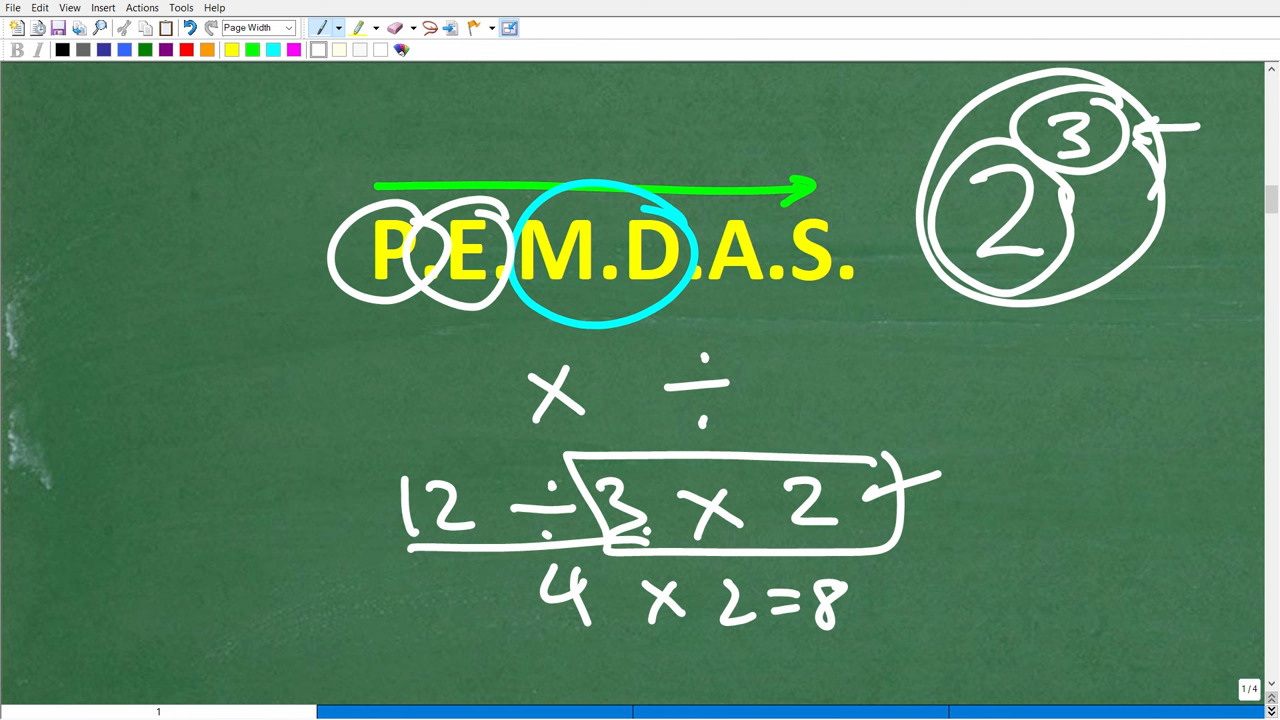 File Edit View Insert Actions Tools Help
Page Width
B I
2³
P.E.M.D.A.S.
× ÷
12 ÷ 3 × 2
4 × 2 = 8
1/4
1